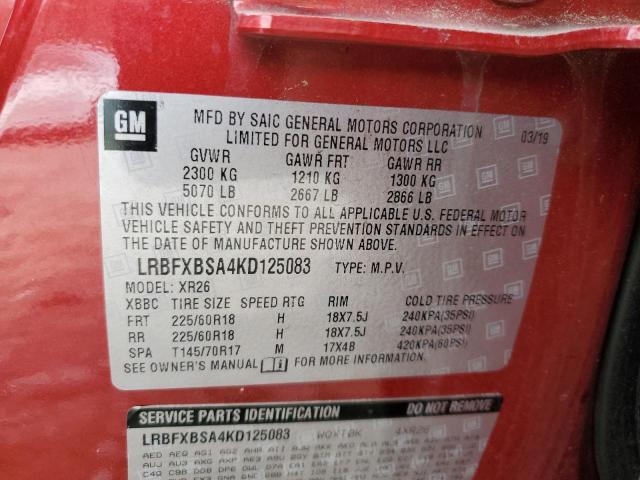 GM
MFD BY SAIC GENERAL MOTORS CORPORATION 03/19
LIMITED FOR GENERAL MOTORS LLC
GVWR GAWR FRT GAWR RR
2300 KG 1210 KG 1300 KG
5070 LB 2667 LB 2866 LB
THIS VEHICLE CONFORMS TO ALL APPLICABLE U.S. FEDERAL MOTOR
VEHICLE SAFETY AND THEFT PREVENTION STANDARDS IN EFFECT ON
THE DATE OF MANUFACTURE SHOWN ABOVE.
LRBFXBSA4KD125083 TYPE: M.P.V.
MODEL: XR26
XBBC TIRE SIZE SPEED RTG RIM COLD TIRE PRESSURE
FRT 225/60R18 H 18X7.5J 240KPA(35PSI)
RR 225/60R18 H 18X7.5J 240KPA(35PSI)
SPA T145/70R17 M 17X4B 420KPA(60PSI)
SEE OWNER'S MANUAL FOR MORE INFORMATION.
SERVICE PARTS IDENTIFICATION DO NOT REMOVE
LRBFXBSA4KD125083 WOXTBK 4XR26